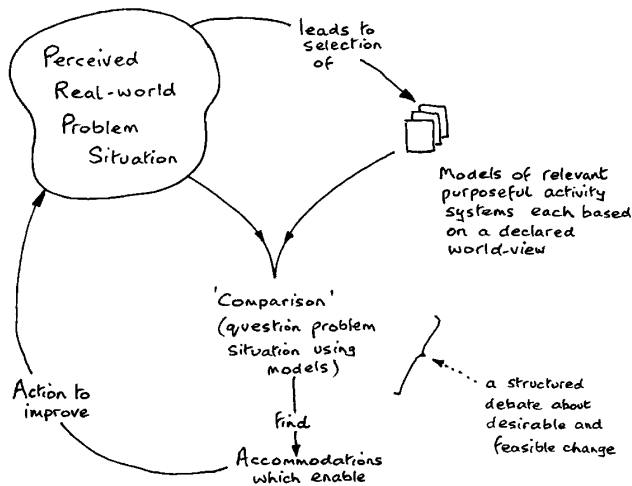 Perceived
Real-world
Problem
Situation
leads to
selection
of
Models of relevant
purposeful activity
systems each based
on a declared
world-view
'Comparison'
(question problem
situation using
models)
find
Accommodations
which enable
Action to
improve
a structured
debate about
desirable and
feasible change